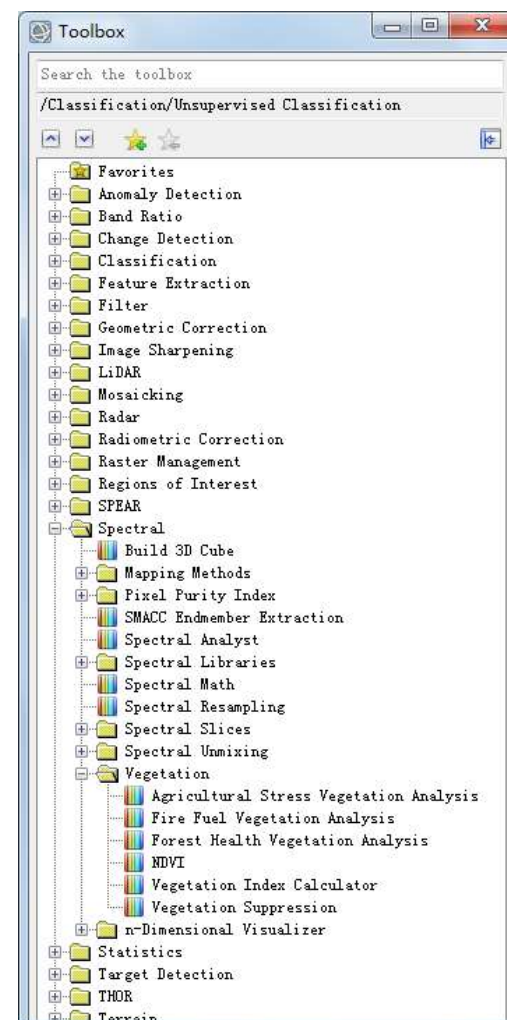 Toolbox
Search the toolbox
/Classification/Unsupervised Classification
Favorites
Anomaly Detection
Band Ratio
Change Detection
Classification
Feature Extraction
Filter
Geometric Correction
Image Sharpening
LiDAR
Mosaicking
Radar
Radiometric Correction
Raster Management
Regions of Interest
SPEAR
Spectral
Build 3D Cube
Mapping Methods
Pixel Purity Index
SMACC Endmember Extraction
Spectral Analyst
Spectral Libraries
Spectral Math
Spectral Resampling
Spectral Slices
Spectral Unmixing
Vegetation
Agricultural Stress Vegetation Analysis
Fire Fuel Vegetation Analysis
Forest Health Vegetation Analysis
NDVI
Vegetation Index Calculator
Vegetation Suppression
n-Dimensional Visualizer
Statistics
Target Detection
THOR
Terrain